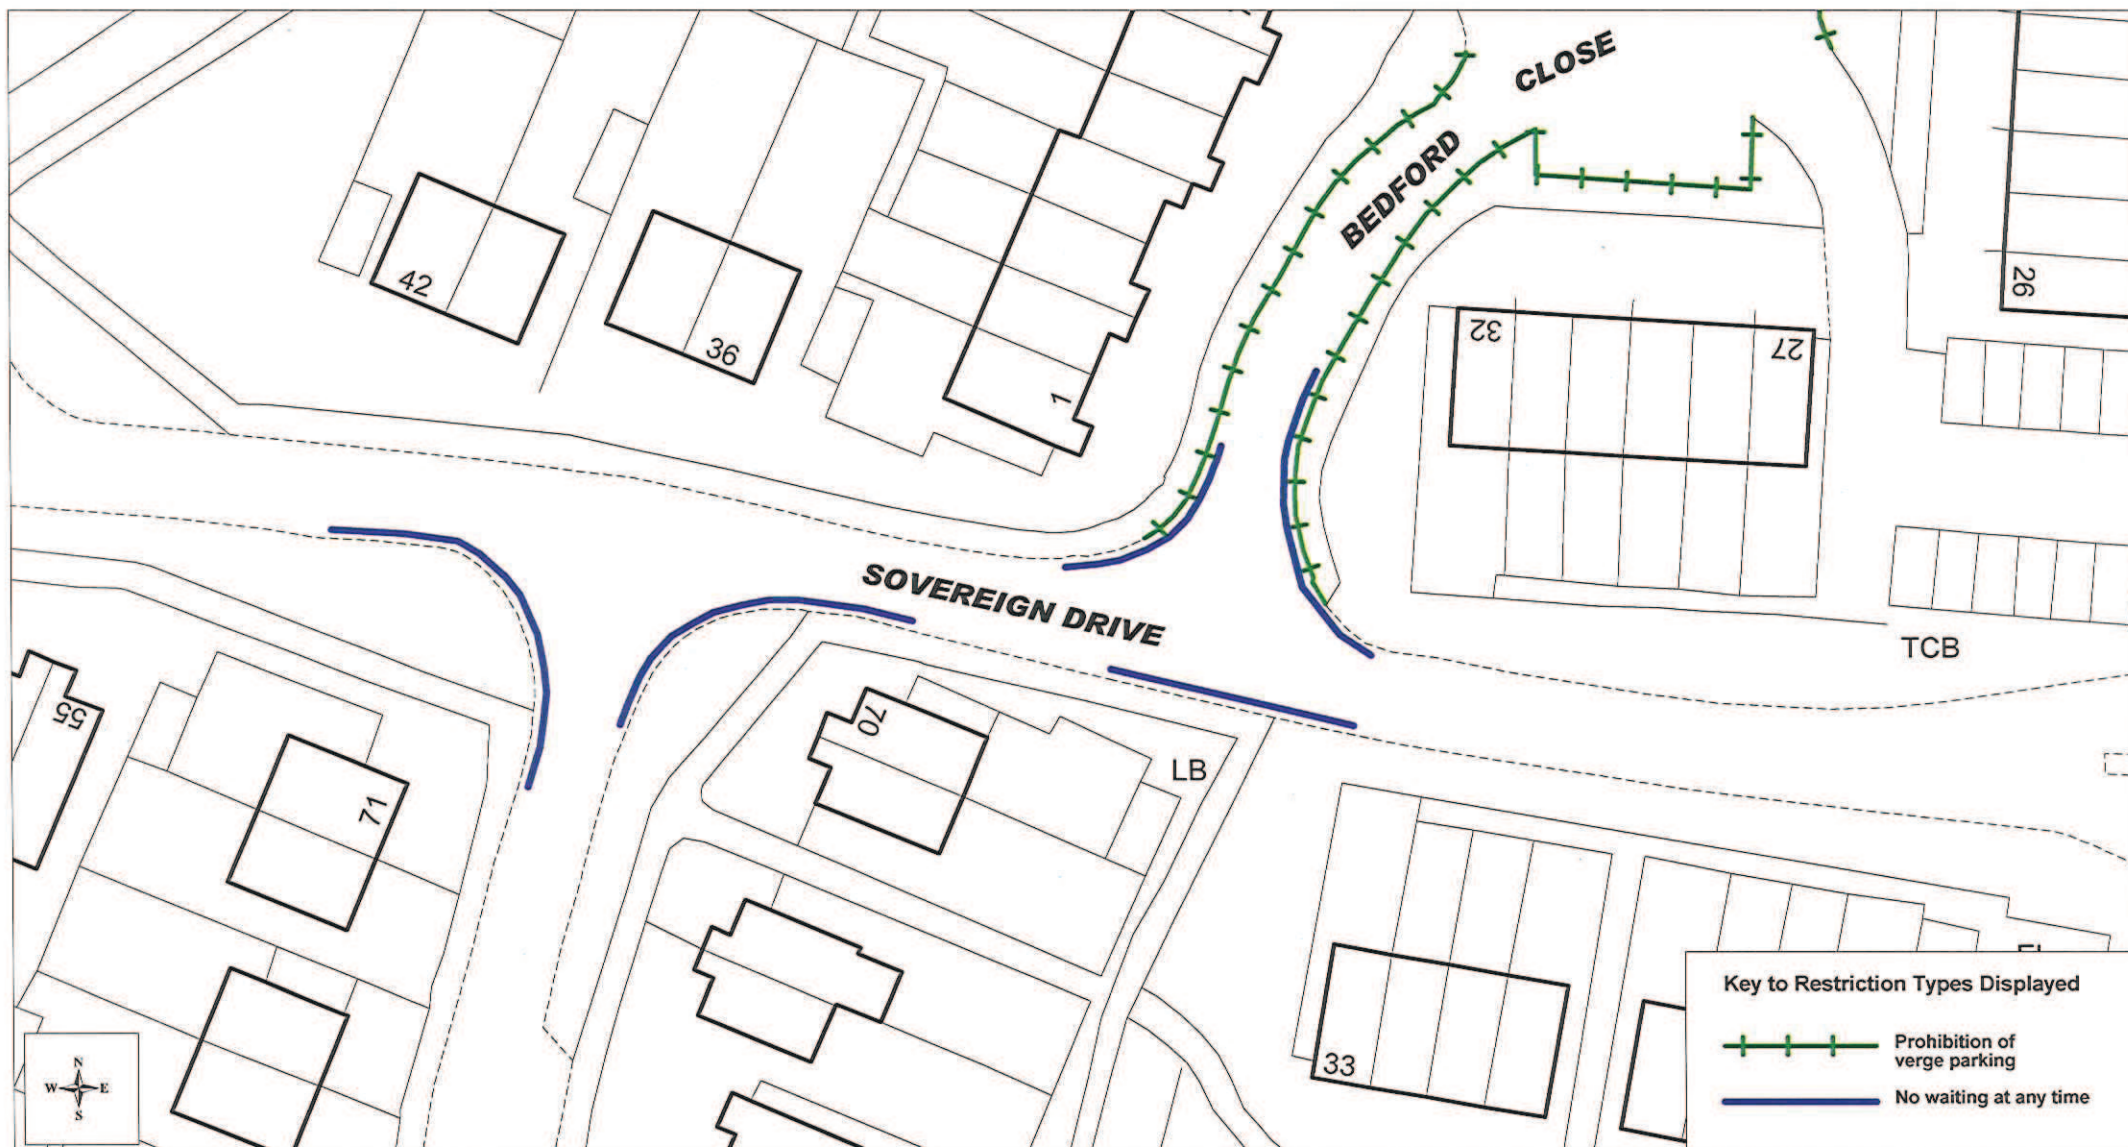 CLOSE
BEDFORD
42
36
1
32
27
26
SOVEREIGN DRIVE
TCB
55
70
LB
71
33
Key to Restriction Types Displayed
Prohibition of
verge parking
No waiting at any time
N
W E
S